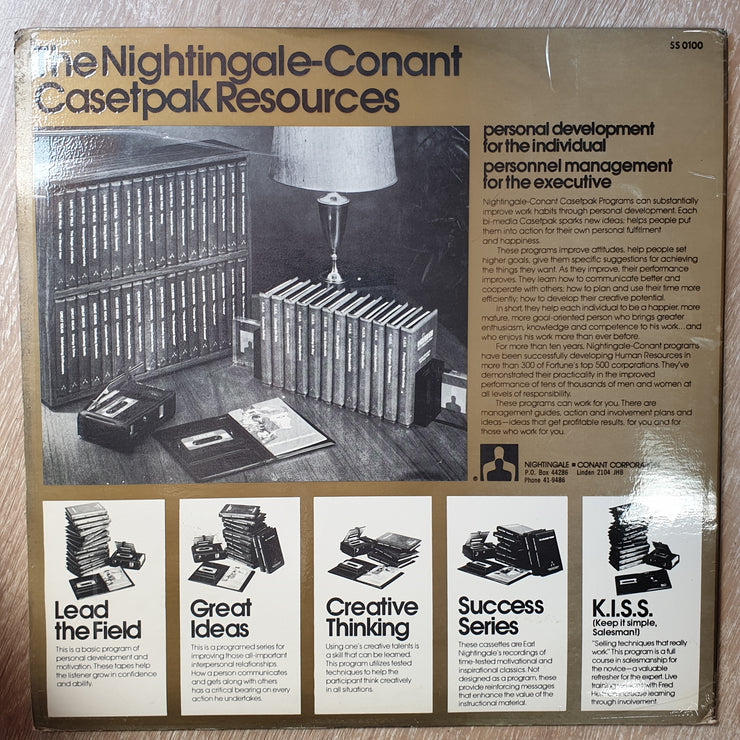 SS 0100
The Nightingale-Conant
Casetpak Resources
personal development
for the individual
personnel management
for the executive
Nightingale-Conant Casetpak Programs can substantially
improve work habits through personal development. Each
bi-media Casetpak sparks new ideas; helps people put
them into action for their own personal fulfillment
and happiness.
These programs improve attitudes, help people set
higher goals, give them specific suggestions for achieving
the things they want. As they improve, their performance
improves. They learn how to communicate better and
cooperate with others; how to plan and use their time more
efficiently; how to develop their creative potential.
In short, they help each individual to be a happier, more
mature, more goal-oriented person who brings greater
enthusiasm, knowledge and competence to his work...and
who enjoys his work more than ever before.
For more than ten years, Nightingale-Conant programs
have been successfully developing Human Resources in
more than 300 of Fortune's top 500 corporations. They've
demonstrated their practicality in the improved
performance of tens of thousands of men and women at
all levels of responsibility.
These programs can work for you. There are
management guides, action and involvement plans and
ideas—ideas that get profitable results, for you and for
those who work for you.
NIGHTINGALE ■ CONANT
P.O. Box 44286 Linden 2104 JHB
Phone 41-9486
Lead
the Field
This is a basic program of
personal development and
motivation. These tapes help
the listener grow in confidence
and ability.
Great
Ideas
This is a programed series for
improving those all-important
interpersonal relationships.
How a person communicates
and gets along with others
has a critical bearing on every
action he undertakes.
Creative
Thinking
Using one's creative talents is
a skill that can be learned.
This program utilizes tested
techniques to help the
participant think creatively
in all situations.
Success
Series
These cassettes are Earl
Nightingale's recordings of
time-tested motivational and
inspirational classics. Not
designed as a program, these
provide reinforcing messages
that enhance the value of the
instructional material.
K.I.S.S.
(Keep it simple,
Salesman!)
"Selling techniques that really
work." This program is a full
course in salesmanship for
the novice—a valuable
refresher for the expert. Live
training with Fred
increase learning
through involvement.